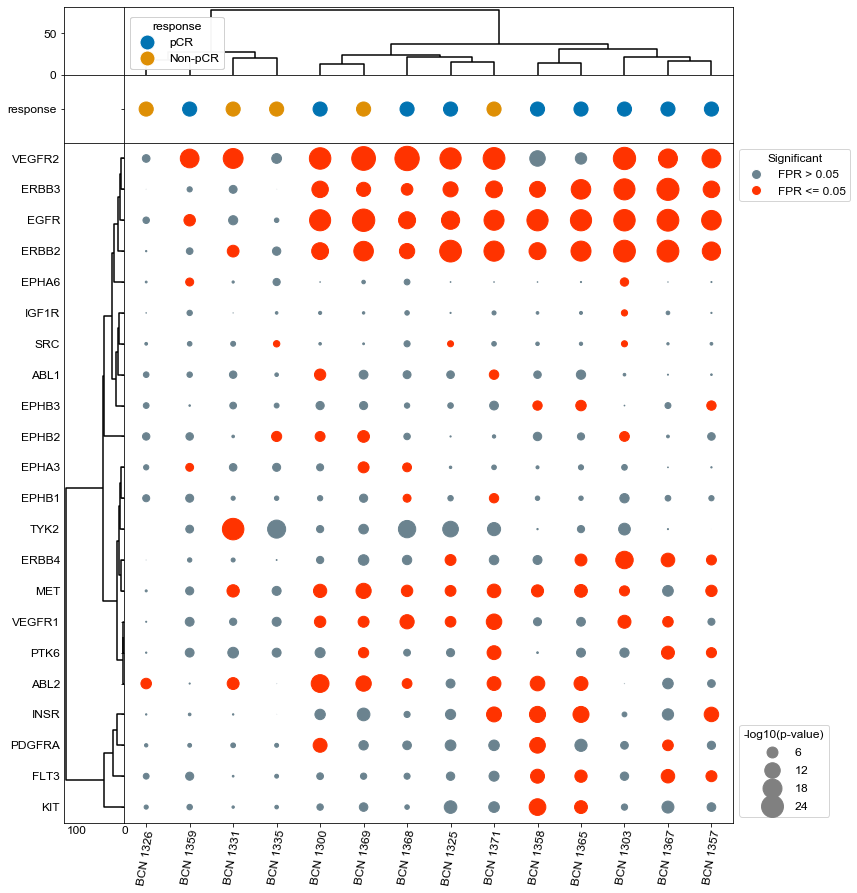 response
pCR
Non-pCR
50
0
response
VEGFR2
ERBB3
EGFR
ERBB2
EPHA6
IGF1R
SRC
ABL1
EPHB3
EPHB2
EPHA3
EPHB1
TYK2
ERBB4
MET
VEGFR1
PTK6
ABL2
INSR
PDGFRA
FLT3
KIT
Significant
FPR > 0.05
FPR <= 0.05
-log10(p-value)
6
12
18
24
100
0
BCN 1326
BCN 1359
BCN 1331
BCN 1335
BCN 1300
BCN 1369
BCN 1368
BCN 1325
BCN 1371
BCN 1358
BCN 1365
BCN 1303
BCN 1367
BCN 1357